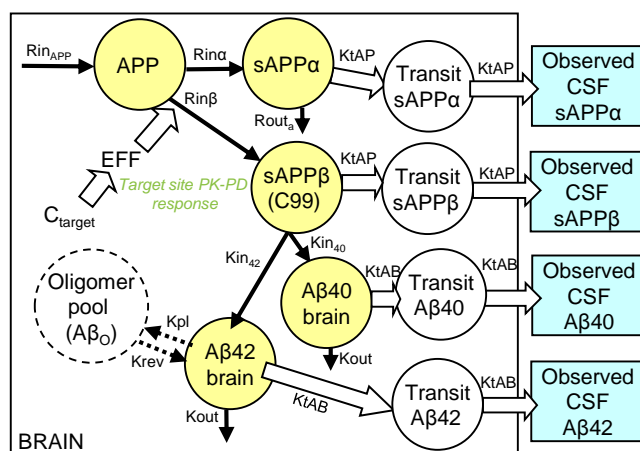 Rin_APP
APP
Rinα
sAPPα
KtAP
Transit
sAPPα
KtAP
Observed
CSF
sAPPα
Rinβ
Rout_a
EFF
Target site PK-PD
response
C_target
sAPPβ
(C99)
KtAP
Transit
sAPPβ
KtAP
Observed
CSF
sAPPβ
Kin_42
Kin_40
Oligomer
pool
(Aβ_O)
Kpl
Krev
Aβ40
brain
KtAB
Transit
Aβ40
KtAB
Observed
CSF
Aβ40
Kout
Aβ42
brain
KtAB
Transit
Aβ42
KtAB
Observed
CSF
Aβ42
Kout
BRAIN